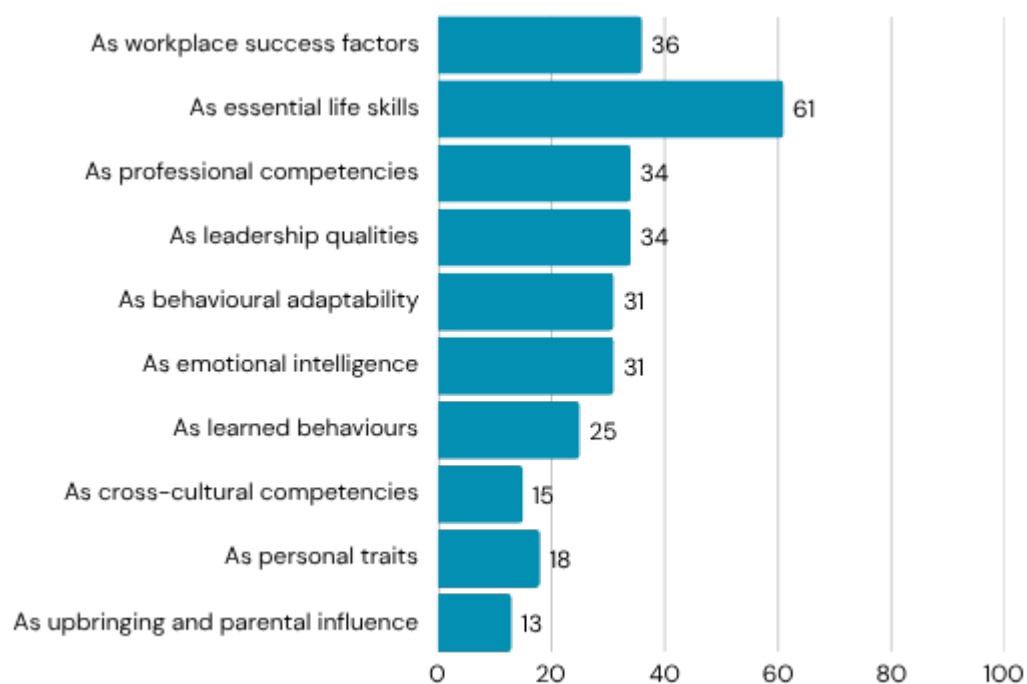 As workplace success factors 36
As essential life skills 61
As professional competencies 34
As leadership qualities 34
As behavioural adaptability 31
As emotional intelligence 31
As learned behaviours 25
As cross-cultural competencies 15
As personal traits 18
As upbringing and parental influence 13
0 20 40 60 80 100